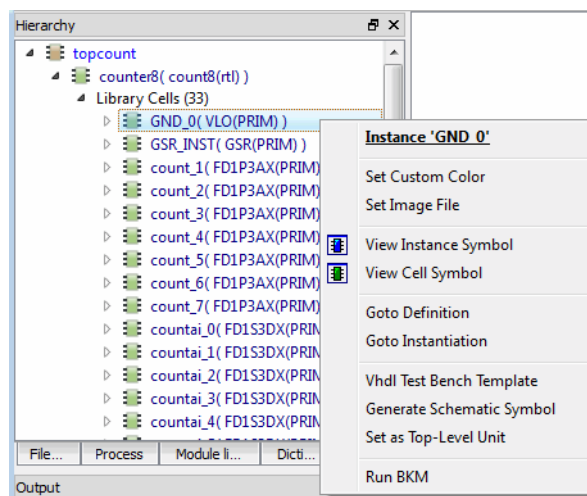 Hierarchy
topcount
counter8( count8(rtl) )
Library Cells (33)
GND_0( VLO(PRIM) )
GSR_INST( GSR(PRIM) )
count_1( FD1P3AX(PRIM
count_2( FD1P3AX(PRIM
count_3( FD1P3AX(PRIM
count_4( FD1P3AX(PRIM
count_5( FD1P3AX(PRIM
count_6( FD1P3AX(PRIM
count_7( FD1P3AX(PRIM
countai_0( FD1S3DX(PRIM
countai_1( FD1S3DX(PRIM
countai_2( FD1S3DX(PRIM
countai_3( FD1S3DX(PRIM
countai_4( FD1S3DX(PRIM
File...
Process
Module li...
Dicti...
Output
Instance 'GND_0'
Set Custom Color
Set Image File
View Instance Symbol
View Cell Symbol
Goto Definition
Goto Instantiation
Vhdl Test Bench Template
Generate Schematic Symbol
Set as Top-Level Unit
Run BKM